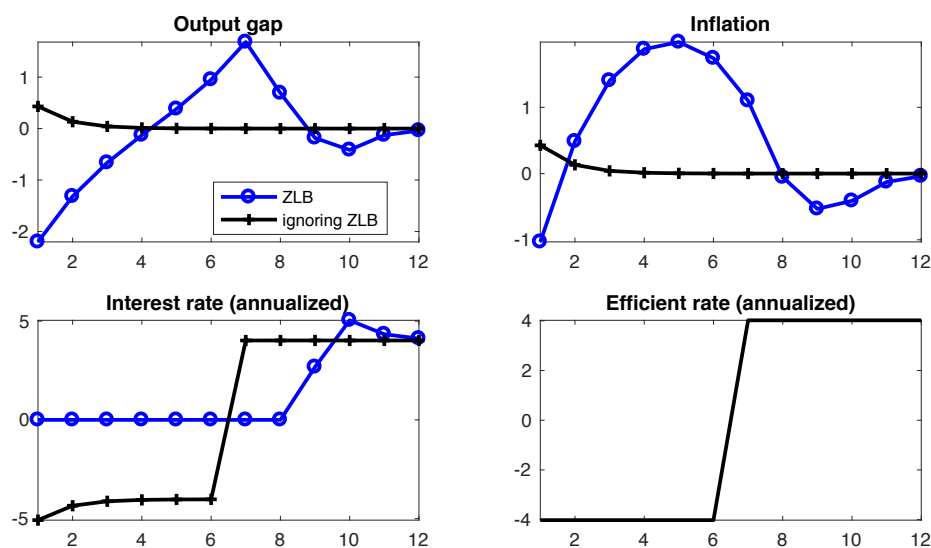 Output gap
1
0
-1
-2
ZLB
ignoring ZLB
2 4 6 8 10 12
Inflation
1
0
-1
2 4 6 8 10 12
Interest rate (annualized)
5
0
-5
2 4 6 8 10 12
Efficient rate (annualized)
4
2
0
-2
-4
2 4 6 8 10 12